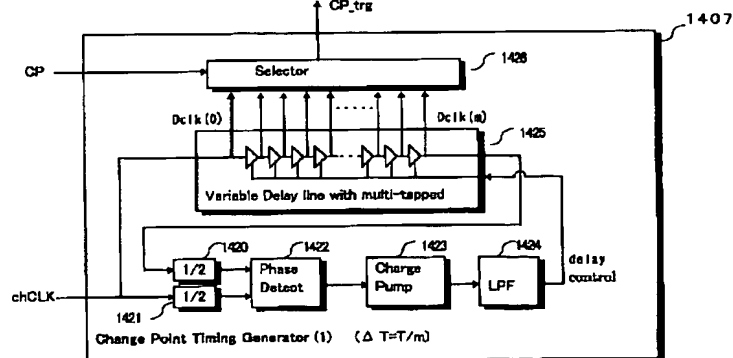 CP_trg
1407
CP
Selector
1426
Dclk(0)
Dclk(m)
1425
Variable Delay line with multi-tapped
1420
1422
1423
1424
1/2
Phase
Detect
Charge
Pump
LPF
delay
control
chCLK
1/2
1421
Change Point Timing Generator (1) (Δ T=T/m)